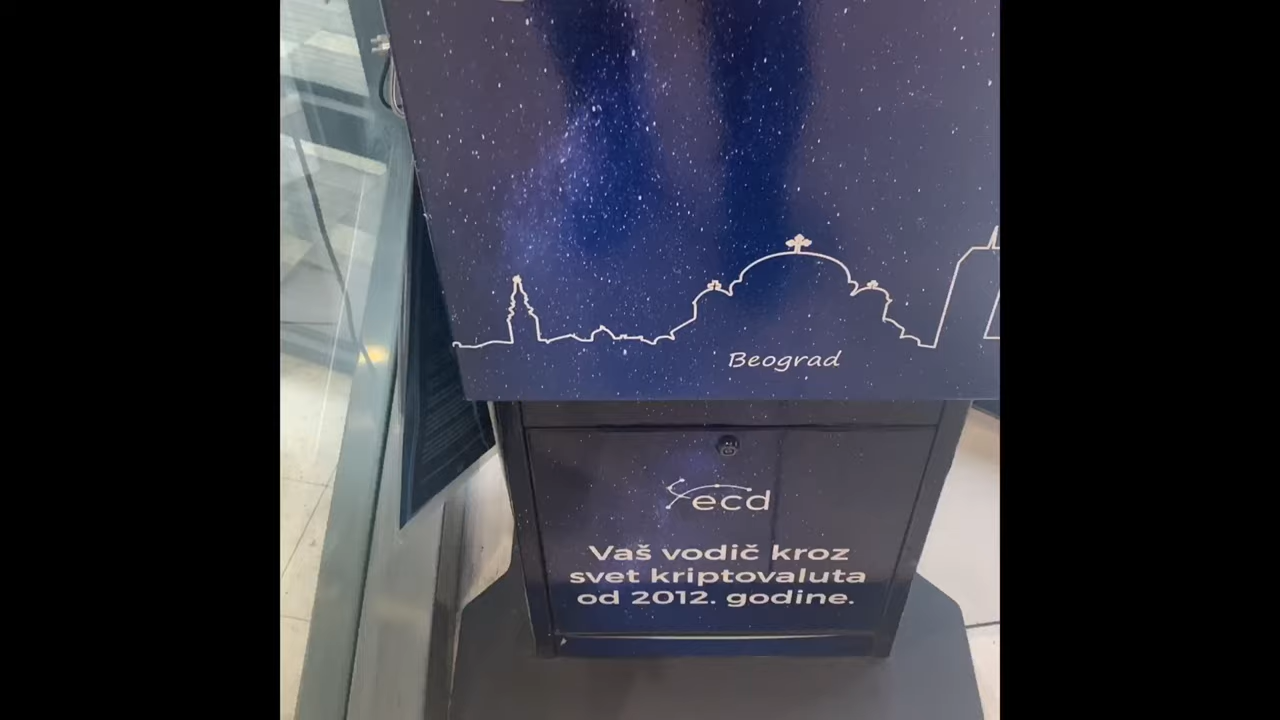 Beograd
ecd
Vaš vodič kroz
svet kriptovaluta
od 2012. godine.